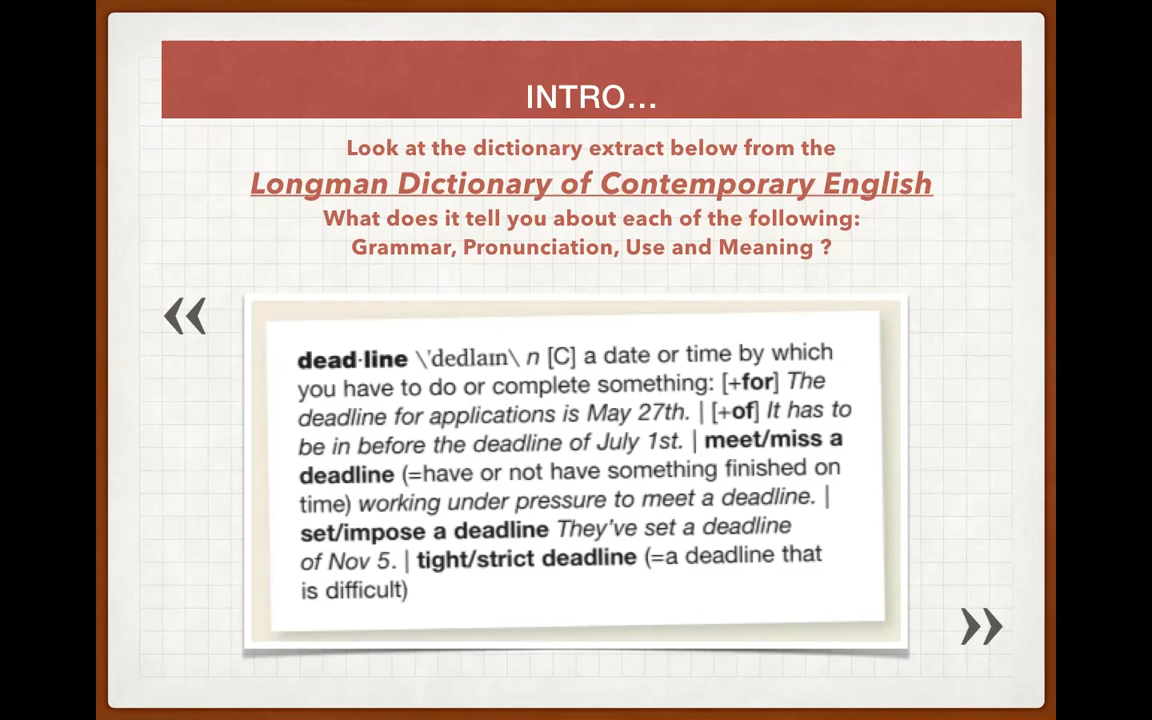 INTRO…
Look at the dictionary extract below from the
Longman Dictionary of Contemporary English
What does it tell you about each of the following:
Grammar, Pronunciation, Use and Meaning ?
«
dead·line \ˈdedlaɪn\ n [C] a date or time by which
you have to do or complete something: [+for] The
deadline for applications is May 27th. | [+of] It has to
be in before the deadline of July 1st. | meet/miss a
deadline (=have or not have something finished on
time) working under pressure to meet a deadline. |
set/impose a deadline They've set a deadline
of Nov 5. | tight/strict deadline (=a deadline that
is difficult)
»